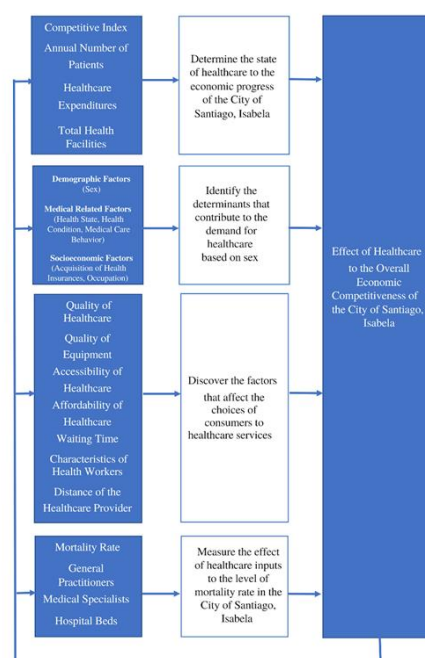 Competitive Index
Annual Number of
Patients
Healthcare
Expenditures
Total Health
Facilities
Determine the state
of healthcare to the
economic progress
of the City of
Santiago, Isabela
Demographic Factors
(Sex)
Medical Related Factors
(Health State, Health
Condition, Medical Care
Behavior)
Socioeconomic Factors
(Acquisition of Health
Insurances, Occupation)
Identify the
determinants that
contribute to the
demand for
healthcare
based on sex
Quality of
Healthcare
Quality of
Equipment
Accessibility of
Healthcare
Affordability of
Healthcare
Waiting Time
Characteristics of
Health Workers
Distance of the
Healthcare Provider
Discover the factors
that affect the
choices of
consumers to
healthcare services
Mortality Rate
General
Practitioners
Medical Specialists
Hospital Beds
Measure the effect
of healthcare inputs
to the level of
mortality rate in the
City of Santiago,
Isabela
Effect of Healthcare
to the Overall
Economic
Competitiveness of
the City of Santiago,
Isabela